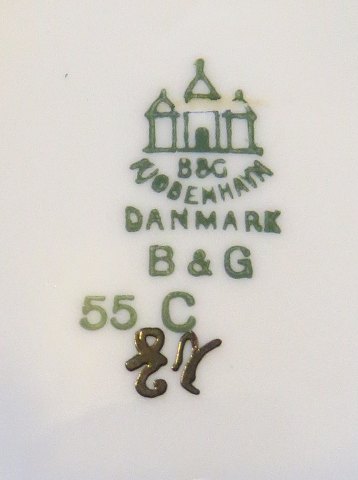 B&G
KJØBENHAVN
DANMARK
B & G
55 C